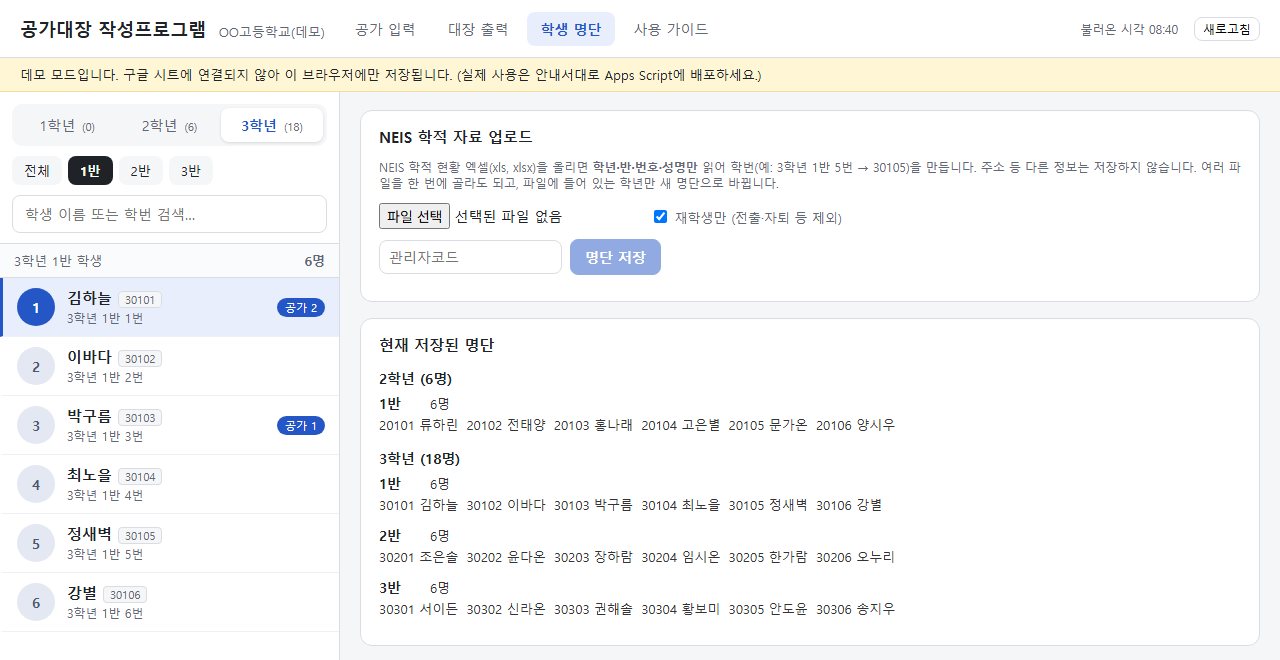 공가대장 작성프로그램 OO고등학교(데모) 공가 입력 대장 출력 학생 명단 사용 가이드 불러온 시각 08:40 새로고침
데모 모드입니다. 구글 시트에 연결되지 않아 이 브라우저에만 저장됩니다. (실제 사용은 안내서대로 Apps Script에 배포하세요.)
1학년 (0) 2학년 (6) 3학년 (18)
전체 1반 2반 3반
학생 이름 또는 학번 검색...
3학년 1반 학생 6명
1 김하늘 30101 공가 2
3학년 1반 1번
2 이바다 30102
3학년 1반 2번
3 박구름 30103 공가 1
3학년 1반 3번
4 최노을 30104
3학년 1반 4번
5 정새벽 30105
3학년 1반 5번
6 강별 30106
3학년 1반 6번
NEIS 학적 자료 업로드
NEIS 학적 현황 엑셀(xls, xlsx)을 올리면 학년·반·번호·성명만 읽어 학번(예: 3학년 1반 5번 → 30105)을 만듭니다. 주소 등 다른 정보는 저장하지 않습니다. 여러 파
일을 한 번에 골라도 되고, 파일에 들어 있는 학년만 새 명단으로 바뀝니다.
파일 선택 선택된 파일 없음 재학생만 (전출·자퇴 등 제외)
관리자코드 명단 저장
현재 저장된 명단
2학년 (6명)
1반 6명
20101 류하린 20102 전태양 20103 홍나래 20104 고은별 20105 문가온 20106 양시우
3학년 (18명)
1반 6명
30101 김하늘 30102 이바다 30103 박구름 30104 최노을 30105 정새벽 30106 강별
2반 6명
30201 조은솔 30202 윤다온 30203 장하람 30204 임시온 30205 한가람 30206 오누리
3반 6명
30301 서이든 30302 신라온 30303 권해솔 30304 황보미 30305 안도윤 30306 송지우